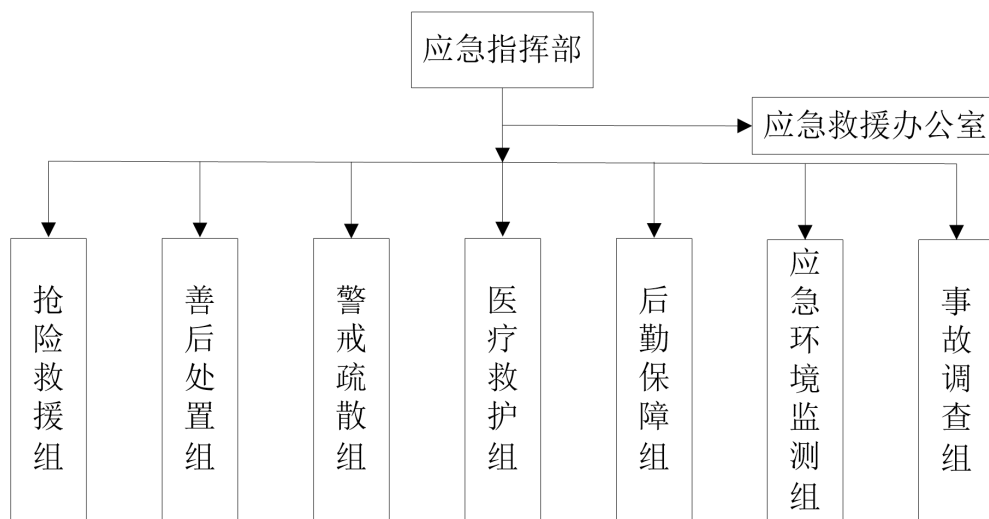 应急指挥部
应急救援办公室
抢险救援组
善后处置组
警戒疏散组
医疗救护组
后勤保障组
应急环境监测组
事故调查组